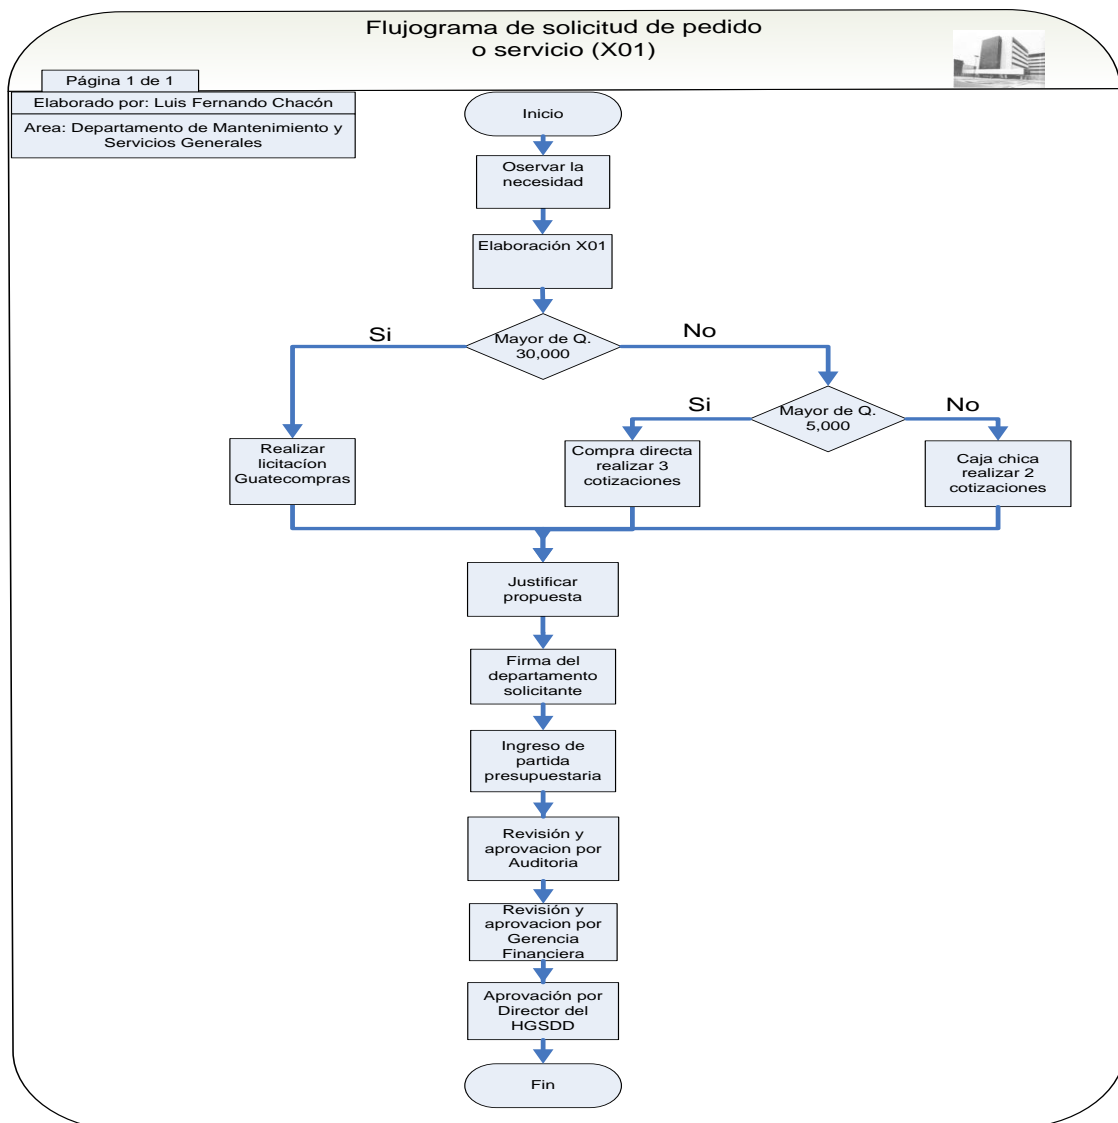 Flujograma de solicitud de pedido
o servicio (X01)
Página 1 de 1
Elaborado por: Luis Fernando Chacón
Area: Departamento de Mantenimiento y
Servicios Generales
Inicio
Oservar la
necesidad
Elaboración X01
Mayor de Q.
30,000
Si
No
Mayor de Q.
5,000
Si
No
Realizar
licitacíon
Guatecompras
Compra directa
realizar 3
cotizaciones
Caja chica
realizar 2
cotizaciones
Justificar
propuesta
Firma del
departamento
solicitante
Ingreso de
partida
presupuestaria
Revisión y
aprovacion por
Auditoria
Revisión y
aprovacion por
Gerencia
Financiera
Aprovación por
Director del
HGSDD
Fin